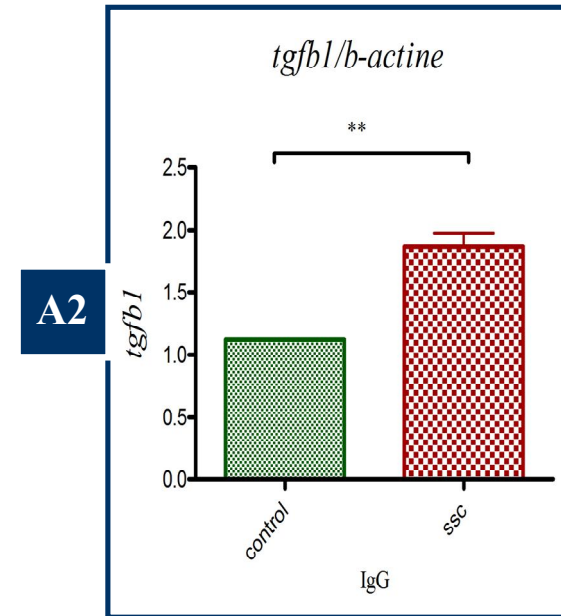 tgfb1/b-actine
**
2.5
2.0
1.5
1.0
0.5
0.0
A2
tgfb1
control
ssc
IgG